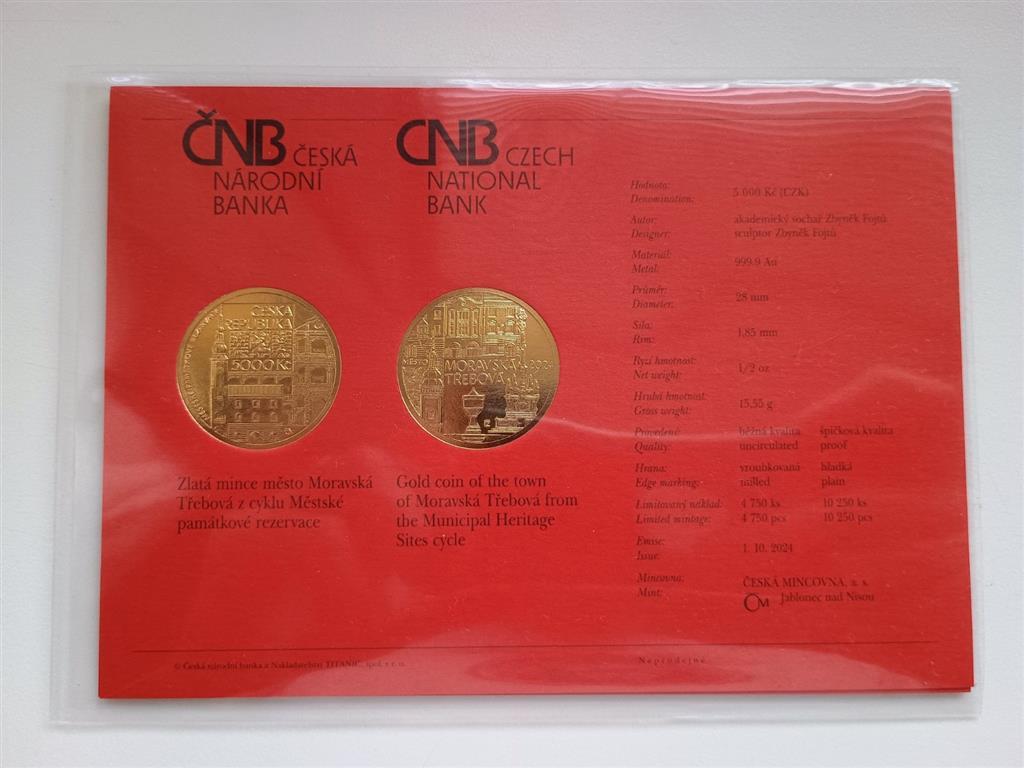 ČNB ČESKÁ
NÁRODNÍ
BANKA
CNB CZECH
NATIONAL
BANK
ČESKÁ
REPUBLIKA
5000 Kč
MĚSTO
MORAVSKÁ
TŘEBOVÁ
Zlatá mince město Moravská
Třebová z cyklu Městské
památkové rezervace
Gold coin of the town
of Moravská Třebová from
the Municipal Heritage
Sites cycle
Hodnota:
Denomination: 5 000 Kč (CZK)
Autor: akademický sochař Zbyněk Fojtů
Designer: sculptor Zbyněk Fojtů
Materiál:
Metal: 999.9 Au
Průměr:
Diameter: 28 mm
Síla:
Rim: 1,85 mm
Ryzí hmotnost:
Net weight: 1/2 oz
Hrubá hmotnost:
Gross weight: 15,55 g
Provedení: běžná kvalita špičková kvalita
Quality: uncirculated proof
Hrana: vroubkovaná hladká
Edge marking: milled plain
Limitovaný náklad: 4 750 ks 10 250 ks
Limited mintage: 4 750 pcs 10 250 pcs
Emise:
Issue: 1. 10. 2024
Mincovna: ČESKÁ MINCOVNA, a. s.
Mint: ČM Jablonec nad Nisou
© Česká národní banka a Nakladatelství TITANIC, spol. s r. o.
Neprodejné